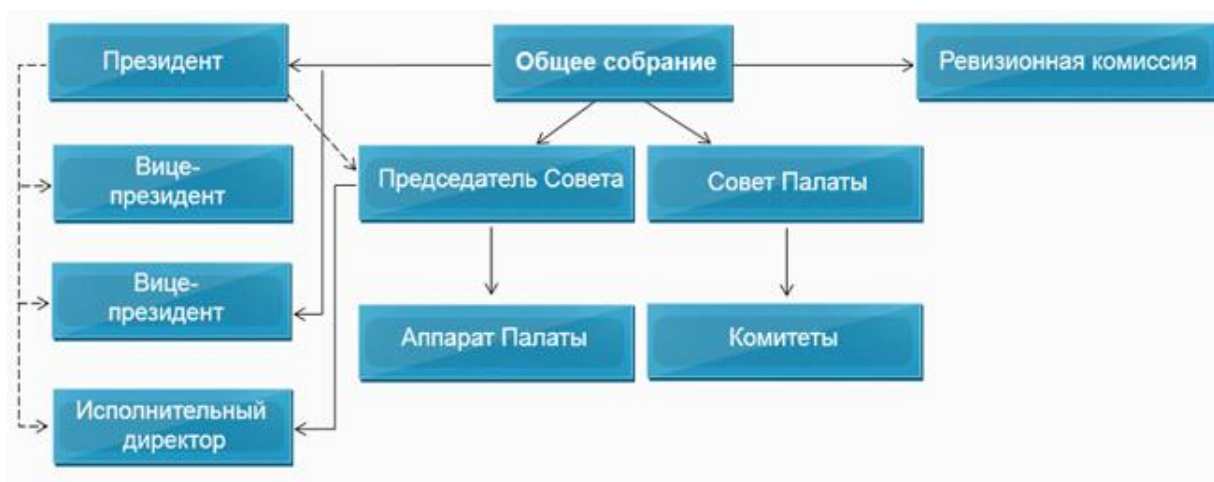 Президент
Общее собрание
Ревизионная комиссия
Вице-
президент
Председатель Совета
Совет Палаты
Вице-
президент
Аппарат Палаты
Комитеты
Исполнительный
директор